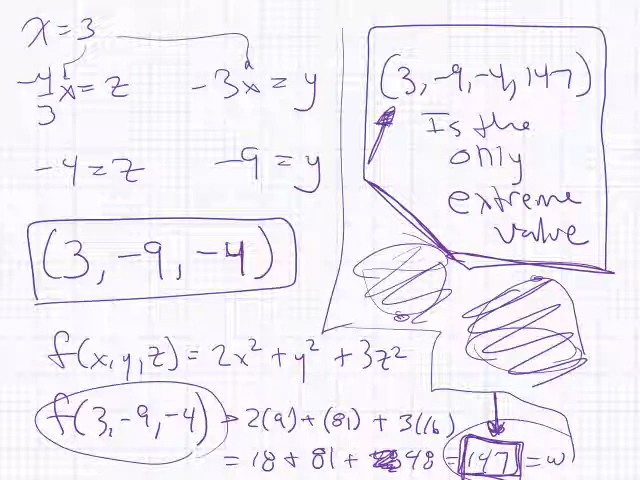 x = 3
-4/3 x = z
-3x = y
-4 = z
-9 = y
(3, -9, -4)
(3, -9, -4, 147)
Is the
only
extreme
value
f(x,y,z) = 2x² + y² + 3z²
f(3, -9, -4) = 2(9) + (81) + 3(16)
= 18 + 81 + 48 = 147 = w